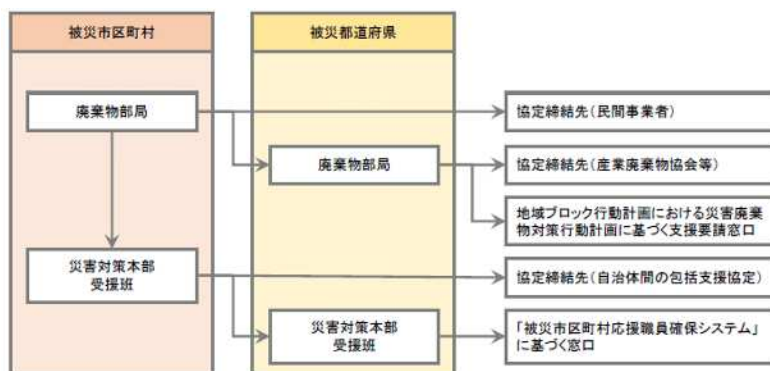 被災市区町村
被災都道府県
廃棄物部局
協定締結先(民間事業者)
廃棄物部局
協定締結先(産業廃棄物協会等)
地域ブロック行動計画における災害廃棄
物対策行動計画に基づく支援要請窓口
災害対策本部
受援班
協定締結先(自治体間の包括支援協定)
災害対策本部
受援班
「被災市区町村応援職員確保システム」
に基づく窓口